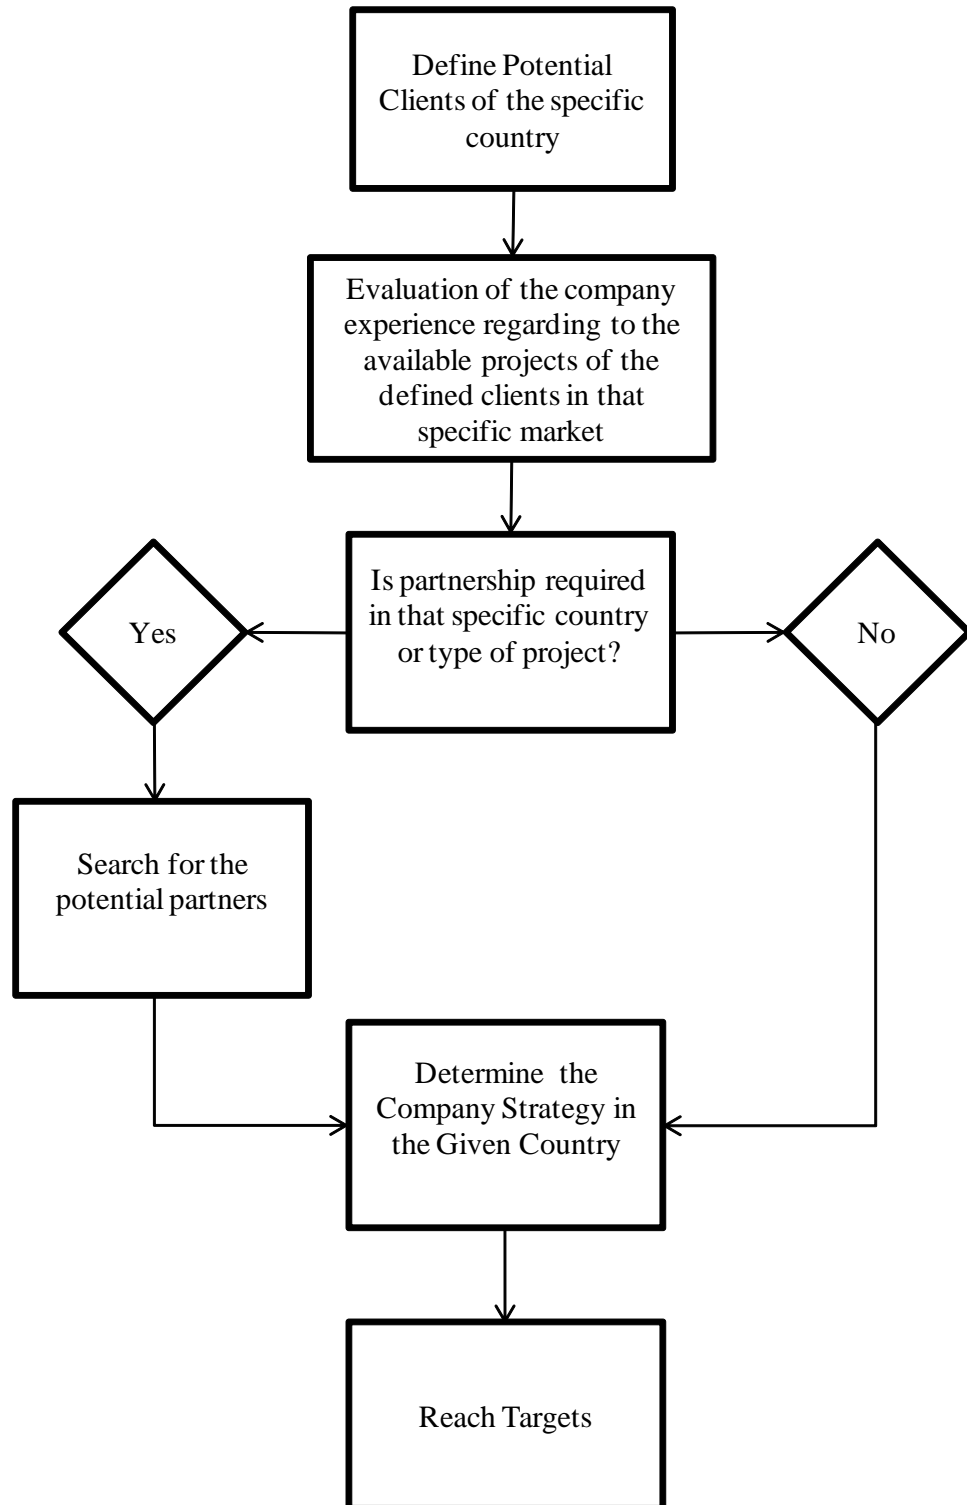 Define Potential
Clients of the specific
country
Evaluation of the company
experience regarding to the
available projects of the
defined clients in that
specific market
Is partnership required
in that specific country
or type of project?
Yes
No
Search for the
potential partners
Determine the
Company Strategy in
the Given Country
Reach Targets